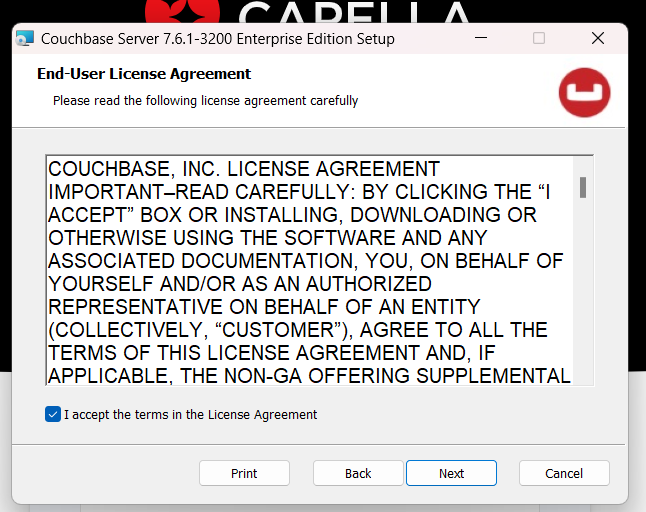 CAPELLA
Couchbase Server 7.6.1-3200 Enterprise Edition Setup
End-User License Agreement
Please read the following license agreement carefully
COUCHBASE, INC. LICENSE AGREEMENT
IMPORTANT–READ CAREFULLY: BY CLICKING THE “I
ACCEPT” BOX OR INSTALLING, DOWNLOADING OR
OTHERWISE USING THE SOFTWARE AND ANY
ASSOCIATED DOCUMENTATION, YOU, ON BEHALF OF
YOURSELF AND/OR AS AN AUTHORIZED
REPRESENTATIVE ON BEHALF OF AN ENTITY
(COLLECTIVELY, “CUSTOMER”), AGREE TO ALL THE
TERMS OF THIS LICENSE AGREEMENT AND, IF
APPLICABLE, THE NON-GA OFFERING SUPPLEMENTAL
I accept the terms in the License Agreement
Print Back Next Cancel